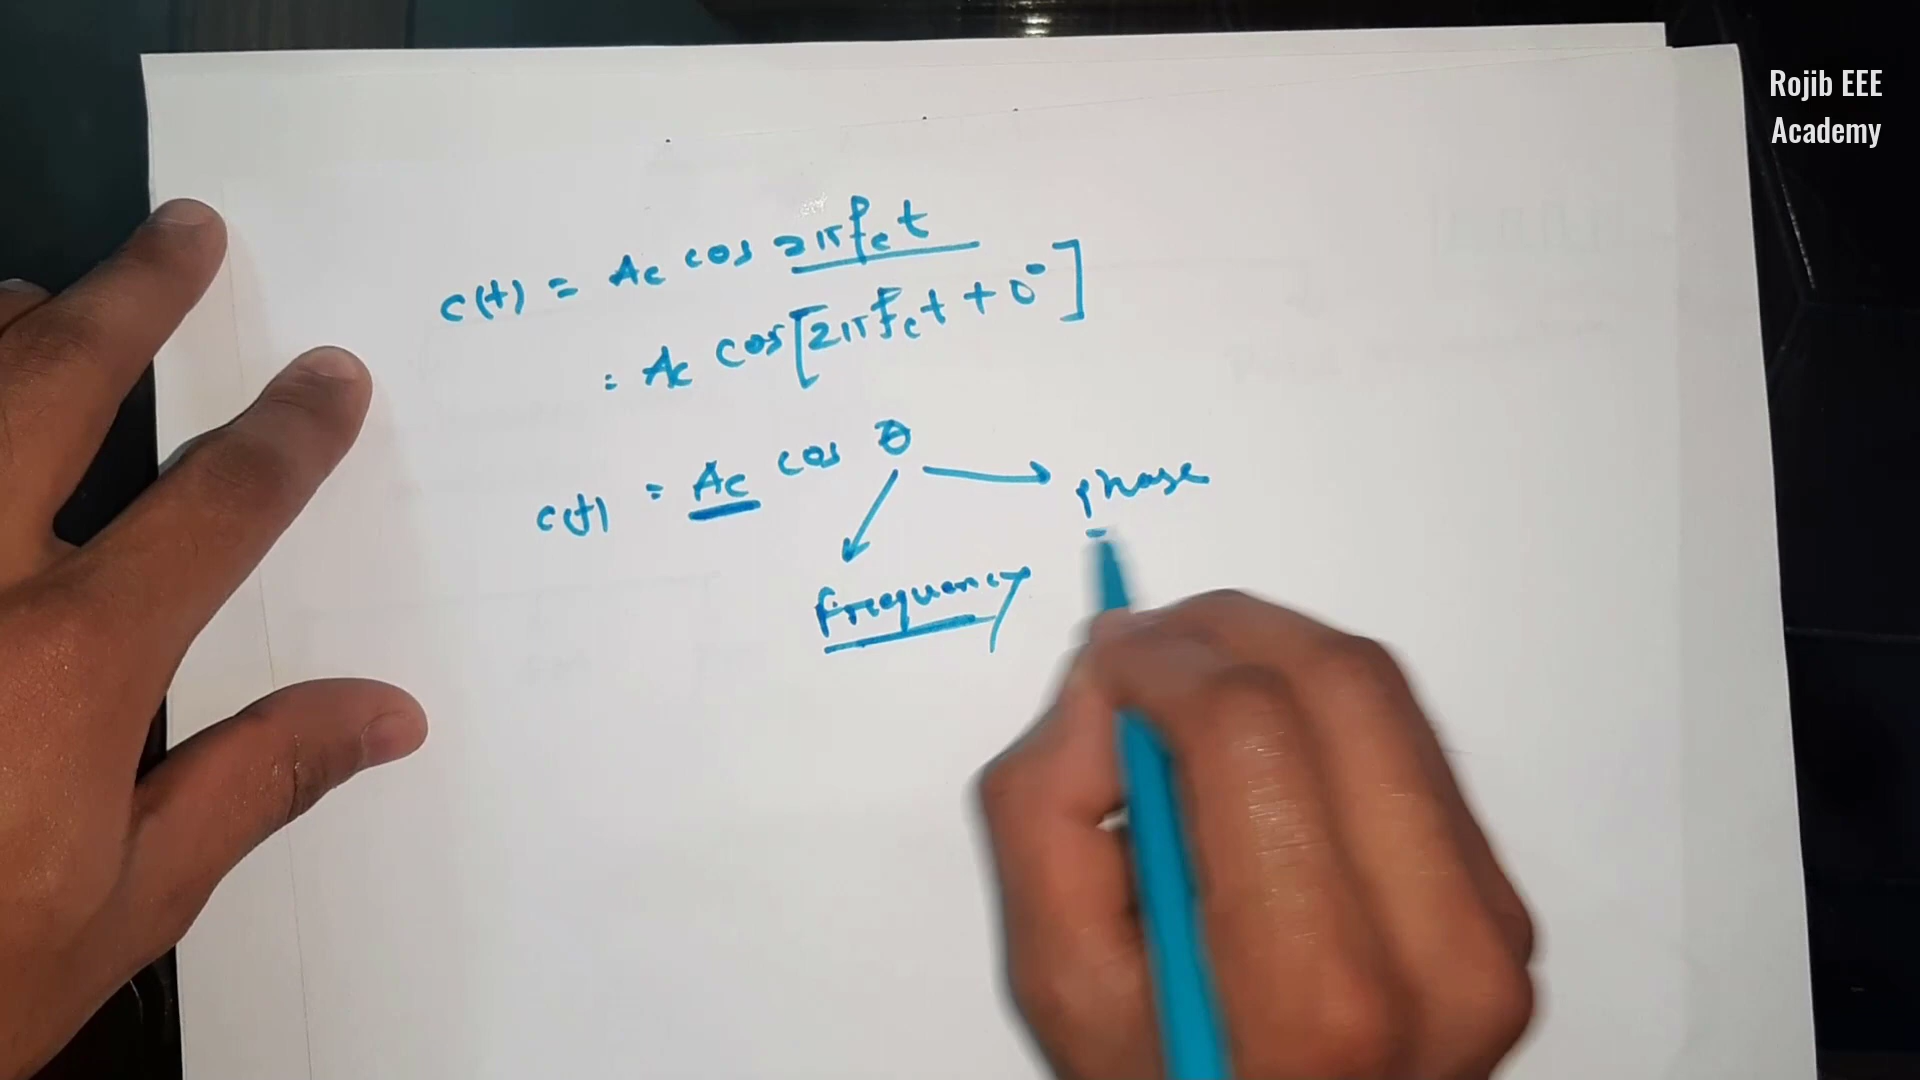 c(t) = Ac cos 2πfct
= Ac cos[2πfct + 0°]
c(t) = Ac cos θ
phase
frequency
Rojib EEE
Academy